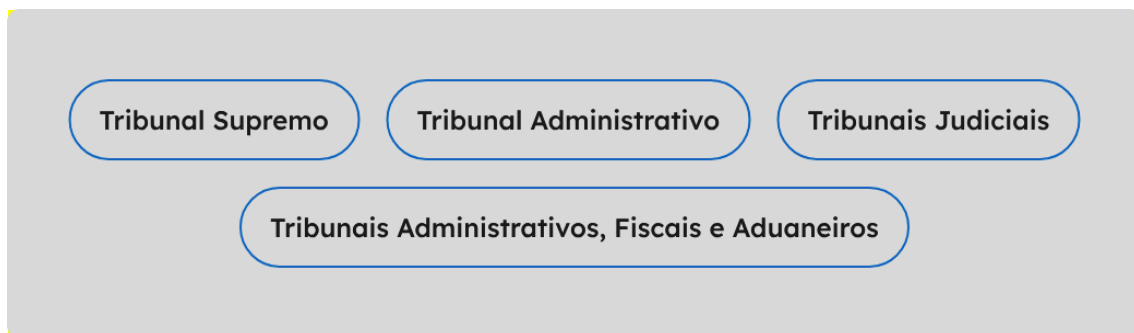 Tribunal Supremo
Tribunal Administrativo
Tribunais Judiciais
Tribunais Administrativos, Fiscais e Aduaneiros